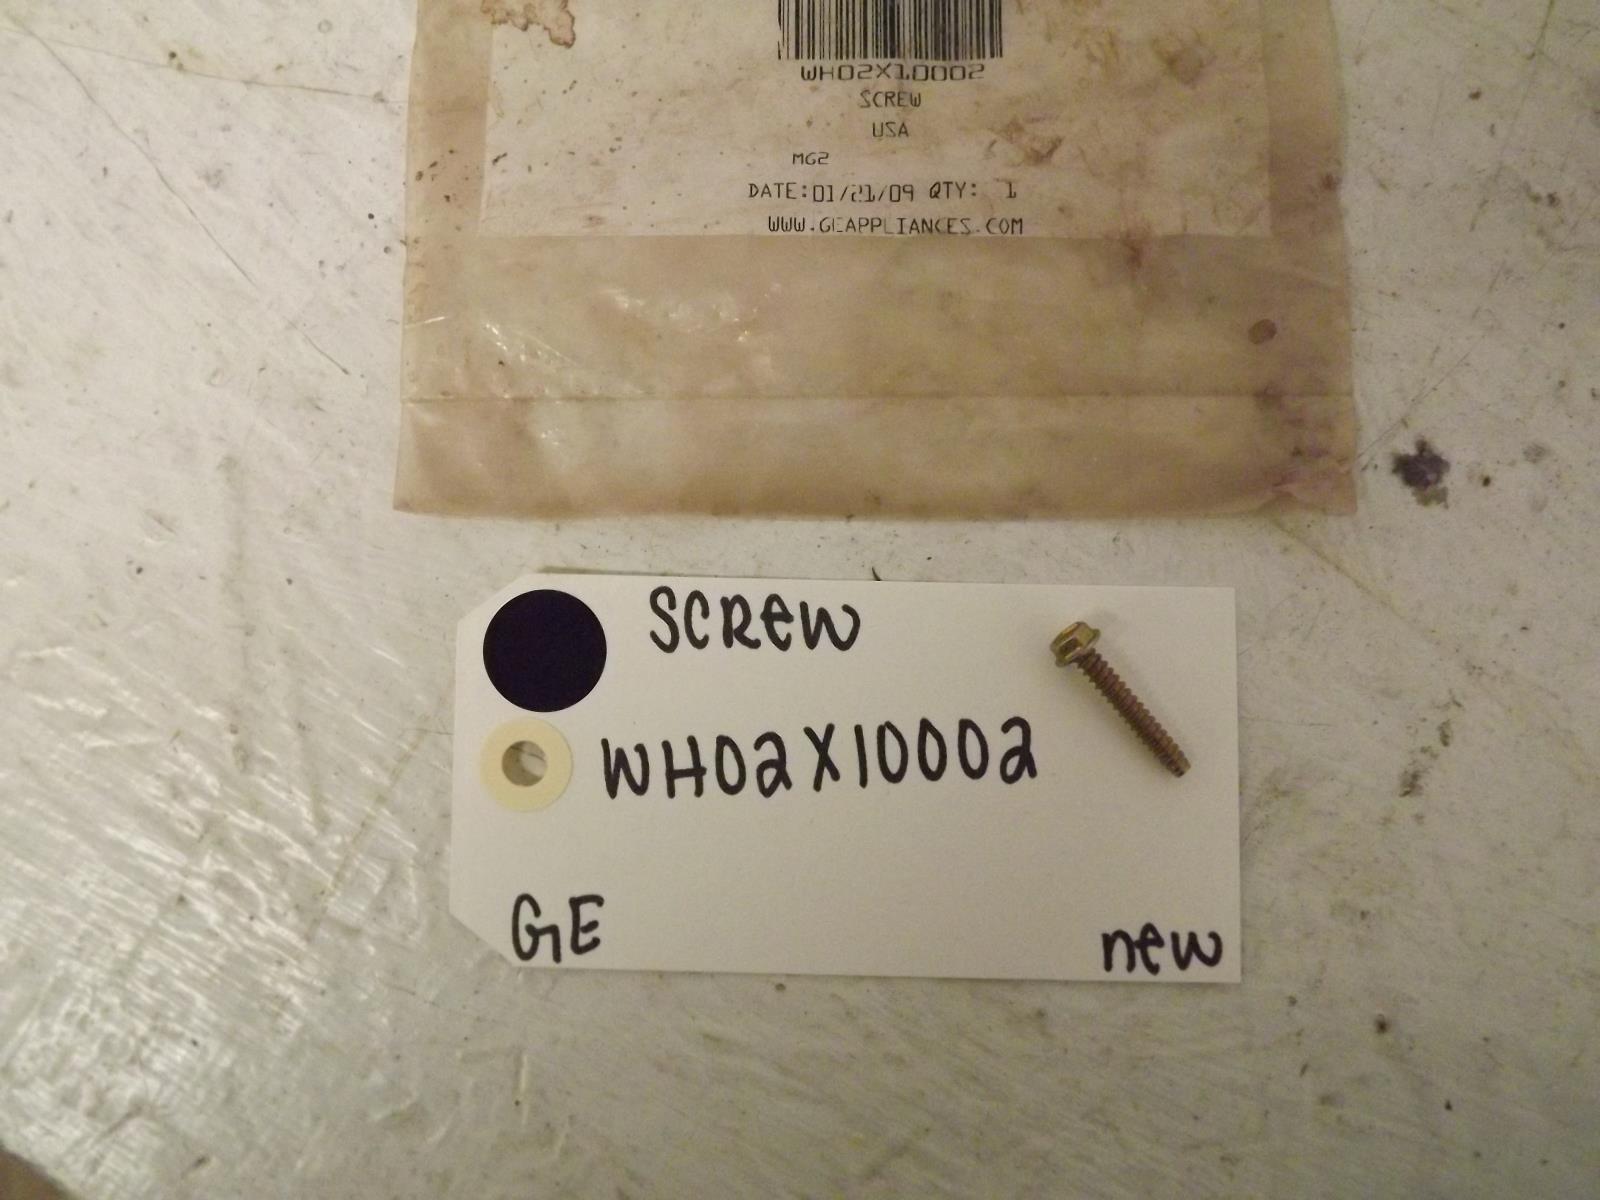 WH02X10002
SCREW
USA
MG2
DATE:01/21/09 QTY: 1
WWW.GEAPPLIANCES.COM
SCRew
WH02X10002
GE
new